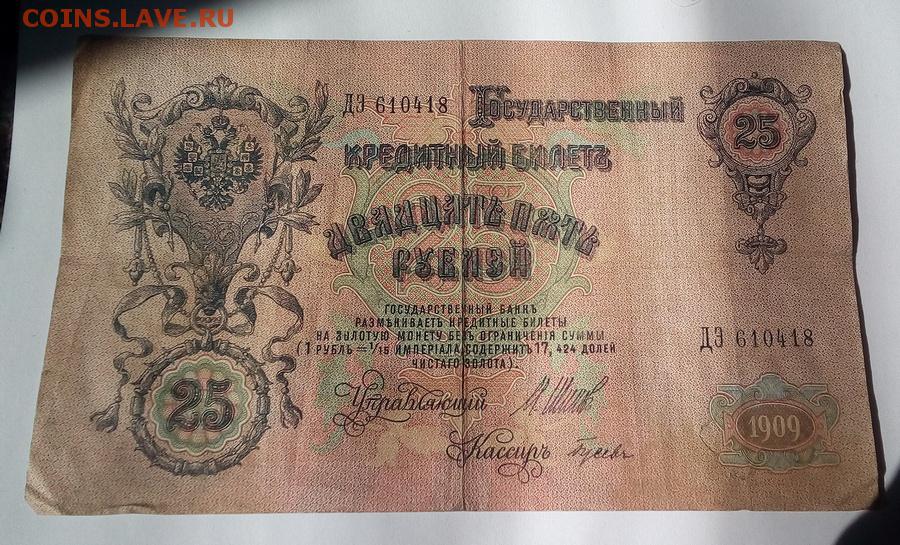 COINS.LAVE.RU
ДЭ 610418 Государственный 25
Кредитный Билетъ
Двадцать пять
рублей
Государственный банкъ
размѣниваетъ кредитные билеты
на золотую монету безъ ограниченія суммы
(1 рубль = 1/15 имперіала, содержитъ 17,424 долей
чистаго золота).
ДЭ 610418
25
Управляющій И.Шипов
1909
Кассиръ Гусевъ